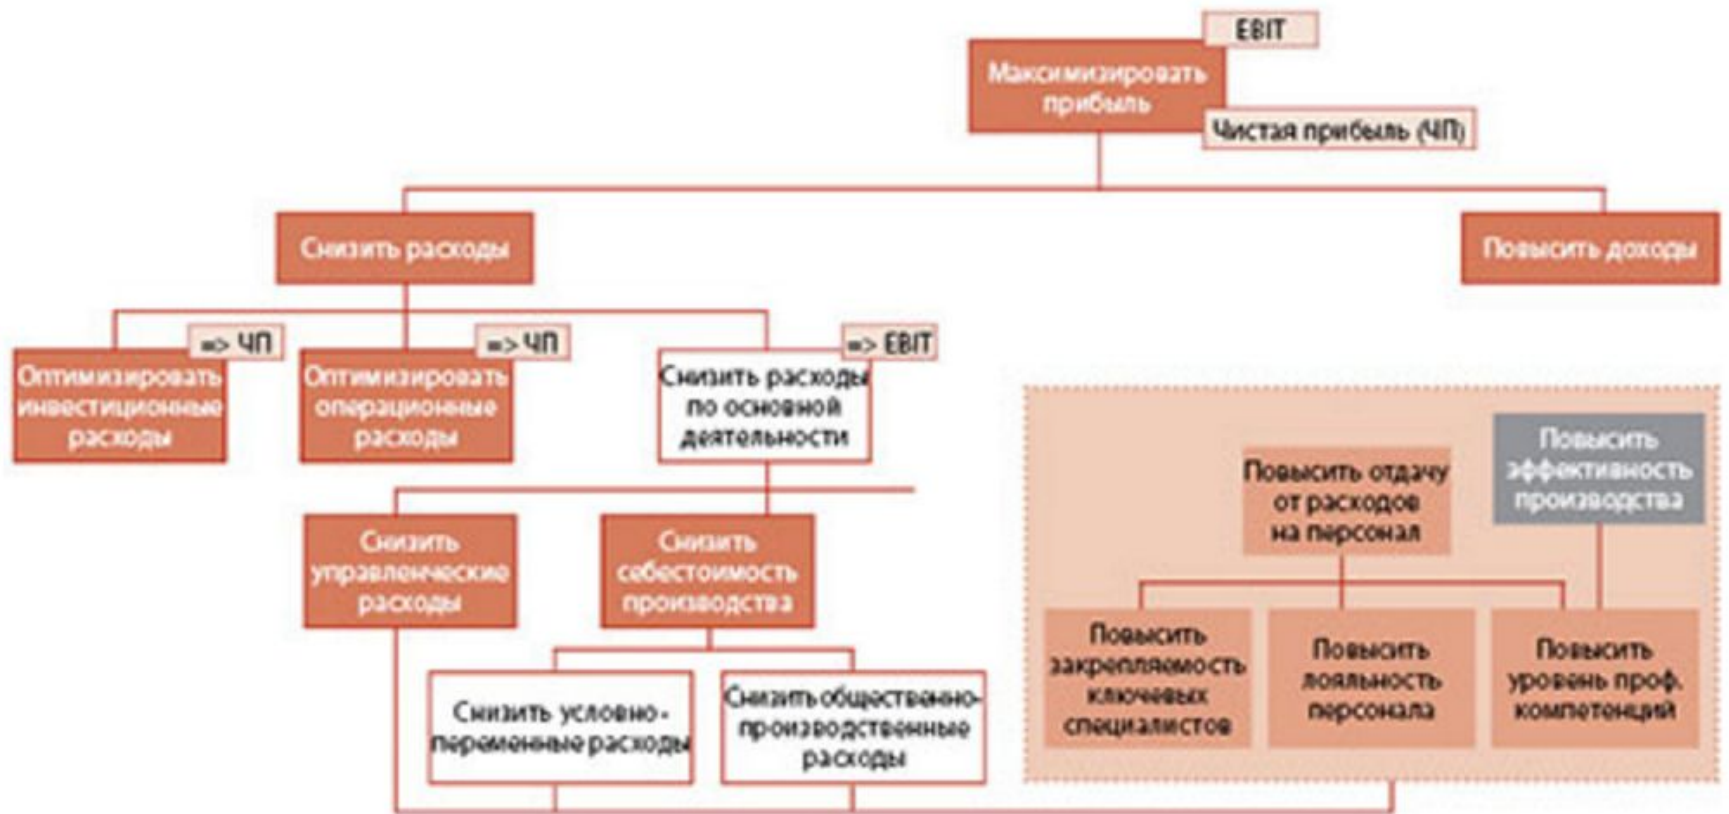 EBIT
Максимизировать
прибыль
Чистая прибыль (ЧП)
Снизить расходы
Повысить доходы
=> ЧП
Оптимизировать
инвестиционные
расходы
=> ЧП
Оптимизировать
операционные
расходы
=> EBIT
Снизить расходы
по основной
деятельности
Снизить
управленческие
расходы
Снизить
себестоимость
производства
Снизить условно-
переменные расходы
Снизить общественно-
производственные
расходы
Повысить отдачу
от расходов
на персонал
Повысить
эффективность
производства
Повысить
закрепляемость
ключевых
специалистов
Повысить
лояльность
персонала
Повысить
уровень проф.
компетенций